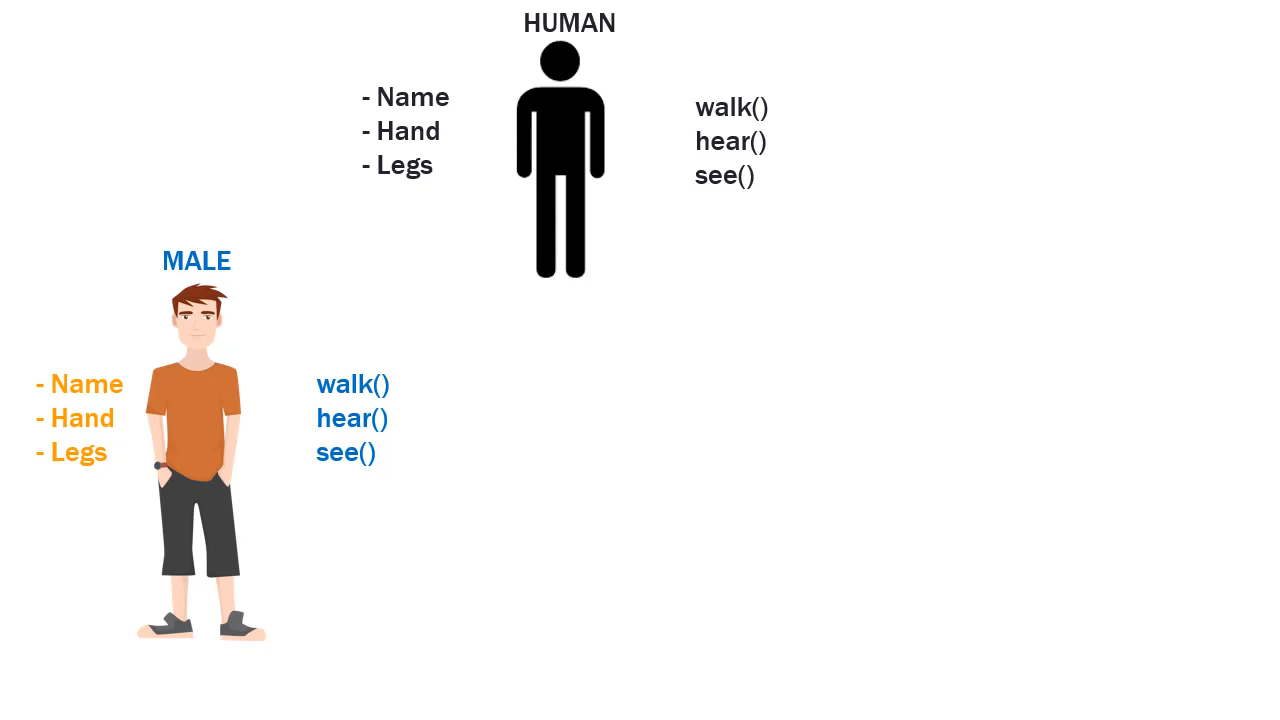 HUMAN
- Name
- Hand
- Legs
walk()
hear()
see()
MALE
- Name
- Hand
- Legs
walk()
hear()
see()